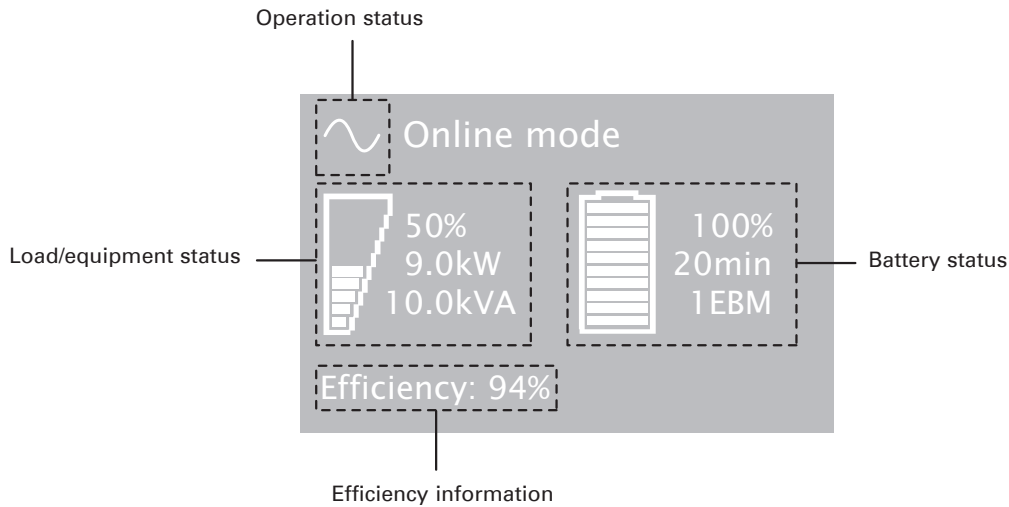 Operation status
Online mode
Load/equipment status
50%
9.0kW
10.0kVA
100%
20min
1EBM
Battery status
Efficiency: 94%
Efficiency information